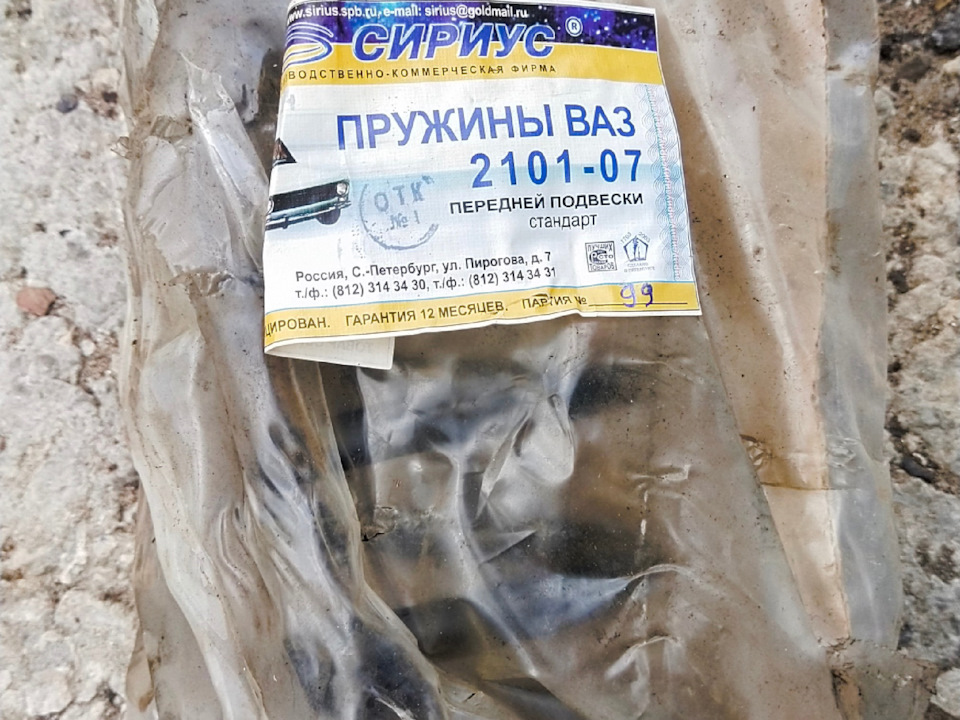 www.sirius.spb.ru, e-mail: sirius@goldmail.ru
СИРИУС ®
ВОДСТВЕННО-КОММЕРЧЕСКАЯ ФИРМА
ПРУЖИНЫ ВАЗ
2101-07
ПЕРЕДНЕЙ ПОДВЕСКИ
стандарт
ОТК
№ 1
Россия, С.-Петербург, ул. Пирогова, д. 7
т./ф.: (812) 314 34 30, т./ф.: (812) 314 34 31
ЦИРОВАН. ГАРАНТИЯ 12 МЕСЯЦЕВ. ПАРТИЯ № 99